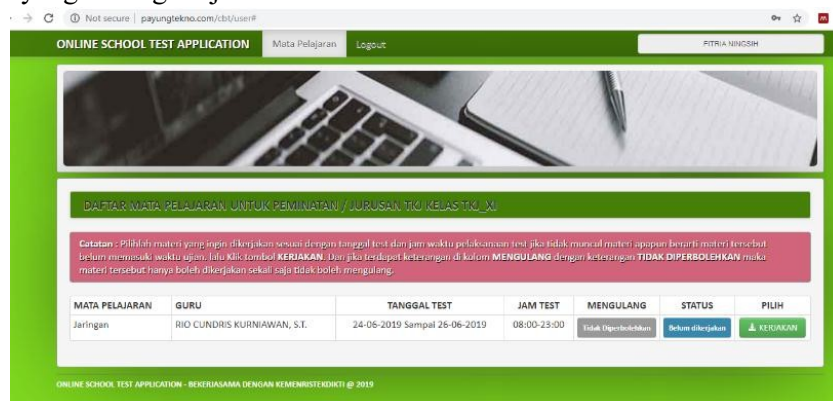 Not secure | payungtekno.com/cbt/user#
ONLINE SCHOOL TEST APPLICATION Mata Pelajaran Logout FITRIA NINGSIH
DAFTAR MATA PELAJARAN UNTUK PEMINATAN / JURUSAN TKJ KELAS TKJ_XI
Catatan : Pilihlah materi yang ingin dikerjakan sesuai dengan tanggal test dan jam waktu pelaksanaan test jika tidak muncul materi apapun berarti materi tersebut
belum memasuki waktu ujian. lalu Klik tombol KERJAKAN. Dan jika terdapat keterangan di kolom MENGULANG dengan keterangan TIDAK DIPERBOLEHKAN maka
materi tersebut hanya boleh dikerjakan sekali saja tidak boleh mengulang.
MATA PELAJARAN GURU TANGGAL TEST JAM TEST MENGULANG STATUS PILIH
Jaringan RIO CUNDRIS KURNIAWAN, S.T. 24-06-2019 Sampai 26-06-2019 08:00-23:00 Tidak Diperbolehkan Belum dikerjakan KERJAKAN
ONLINE SCHOOL TEST APPLICATION - BEKERJASAMA DENGAN KEMENRISTEKDIKTI @ 2019